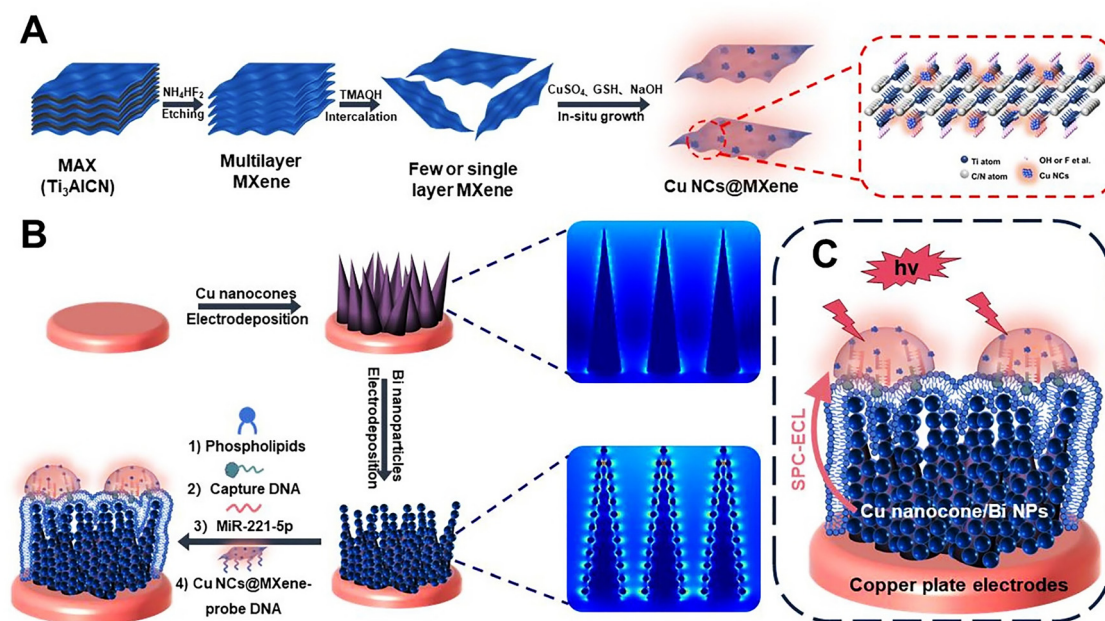 A
NH4HF2
Etching
TMAOH
Intercalation
CuSO4、GSH、NaOH
In-situ growth
MAX
(Ti3AlCN)
Multilayer
MXene
Few or single
layer MXene
Cu NCs@MXene
Ti atom
OH or F et al.
C/N atom
Cu NCs
B
Cu nanocones
Electrodeposition
Bi nanoparticles
Electrodeposition
1) Phospholipids
2) Capture DNA
3) MiR-221-5p
4) Cu NCs@MXene-
probe DNA
C
hv
SPC-ECL
Cu nanocone/Bi NPs
Copper plate electrodes